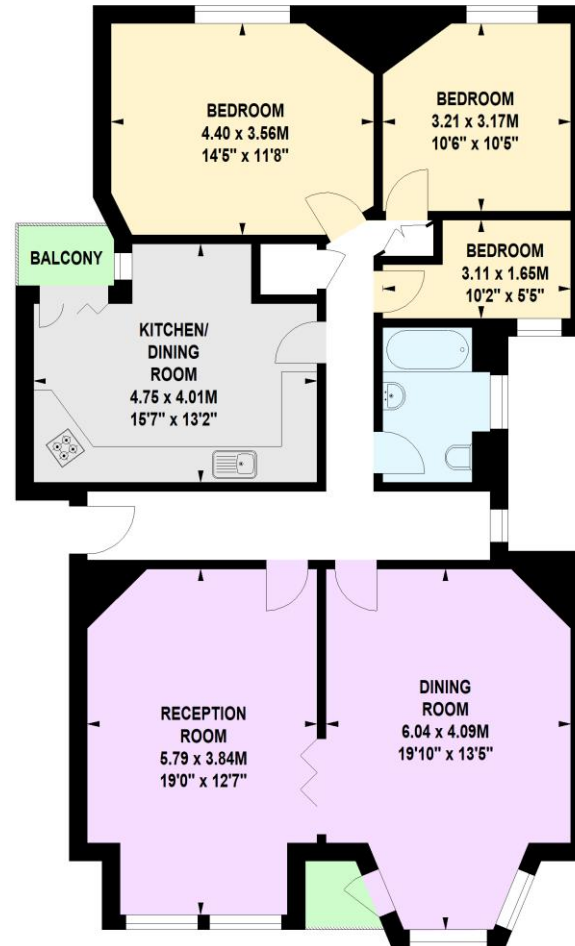 BEDROOM
4.40 x 3.56M
14'5" x 11'8"
BEDROOM
3.21 x 3.17M
10'6" x 10'5"
BALCONY
BEDROOM
3.11 x 1.65M
10'2" x 5'5"
KITCHEN/
DINING
ROOM
4.75 x 4.01M
15'7" x 13'2"
RECEPTION
ROOM
5.79 x 3.84M
19'0" x 12'7"
DINING
ROOM
6.04 x 4.09M
19'10" x 13'5"